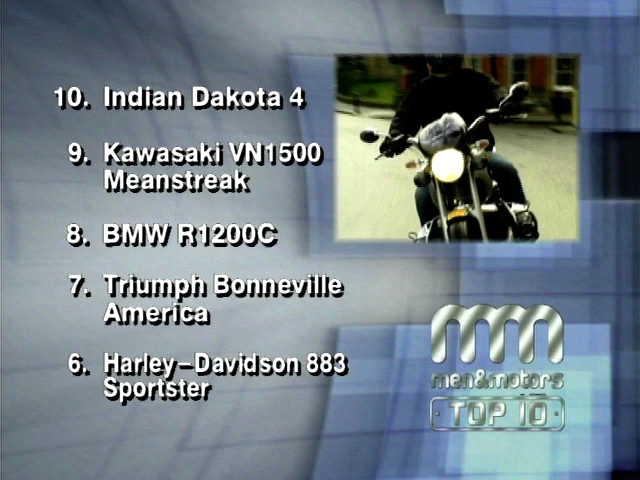 10. Indian Dakota 4
9. Kawasaki VN1500
Meanstreak
8. BMW R1200C
7. Triumph Bonneville
America
6. Harley-Davidson 883
Sportster
mm
men&motors
TOP 10